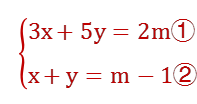 3x + 5y = 2m①
x + y = m − 1②